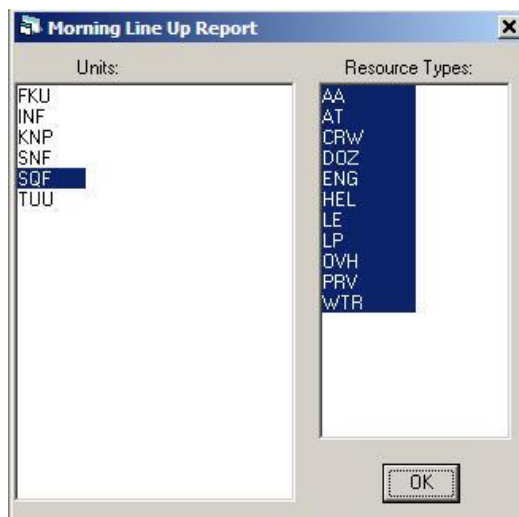 Morning Line Up Report
Units:
FKU
INF
KNP
SNF
SQF
TUU
Resource Types:
AA
AT
CRW
DOZ
ENG
HEL
LE
LP
OVH
PRV
WTR
OK